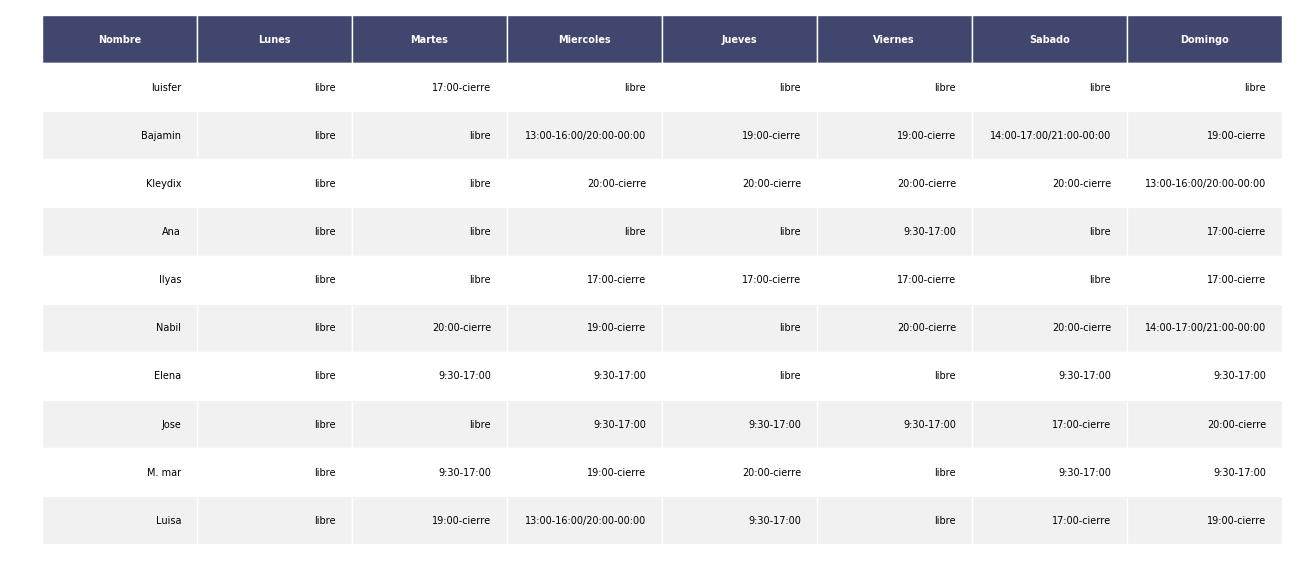 Nombre Lunes Martes Miercoles Jueves Viernes Sabado Domingo
luisfer libre 17:00-cierre libre libre libre libre libre
Bajamin libre libre 13:00-16:00/20:00-00:00 19:00-cierre 19:00-cierre 14:00-17:00/21:00-00:00 19:00-cierre
Kleydix libre libre 20:00-cierre 20:00-cierre 20:00-cierre 20:00-cierre 13:00-16:00/20:00-00:00
Ana libre libre libre libre 9:30-17:00 libre 17:00-cierre
Ilyas libre libre 17:00-cierre 17:00-cierre 17:00-cierre libre 17:00-cierre
Nabil libre 20:00-cierre 19:00-cierre libre 20:00-cierre 20:00-cierre 14:00-17:00/21:00-00:00
Elena libre 9:30-17:00 9:30-17:00 libre libre 9:30-17:00 9:30-17:00
Jose libre libre 9:30-17:00 9:30-17:00 9:30-17:00 17:00-cierre 20:00-cierre
M. mar libre 9:30-17:00 19:00-cierre 20:00-cierre libre 9:30-17:00 9:30-17:00
Luisa libre 19:00-cierre 13:00-16:00/20:00-00:00 9:30-17:00 libre 17:00-cierre 19:00-cierre